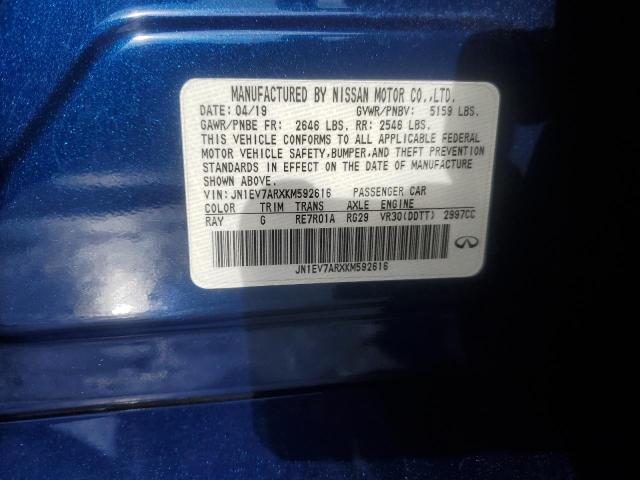 MANUFACTURED BY NISSAN MOTOR CO.,LTD.
DATE: 04/19 GVWR/PNBV: 5159 LBS.
GAWR/PNBE FR: 2646 LBS. RR: 2546 LBS.
THIS VEHICLE CONFORMS TO ALL APPLICABLE FEDERAL
MOTOR VEHICLE SAFETY,BUMPER,AND THEFT PREVENTION
STANDARDS IN EFFECT ON THE DATE OF MANUFACTURE
SHOWN ABOVE.
VIN: JN1EV7ARXKM592616 PASSENGER CAR
COLOR TRIM TRANS AXLE ENGINE
RAY G RE7R01A RG29 VR30(DDTT) 2997CC
JN1EV7ARXKM592616